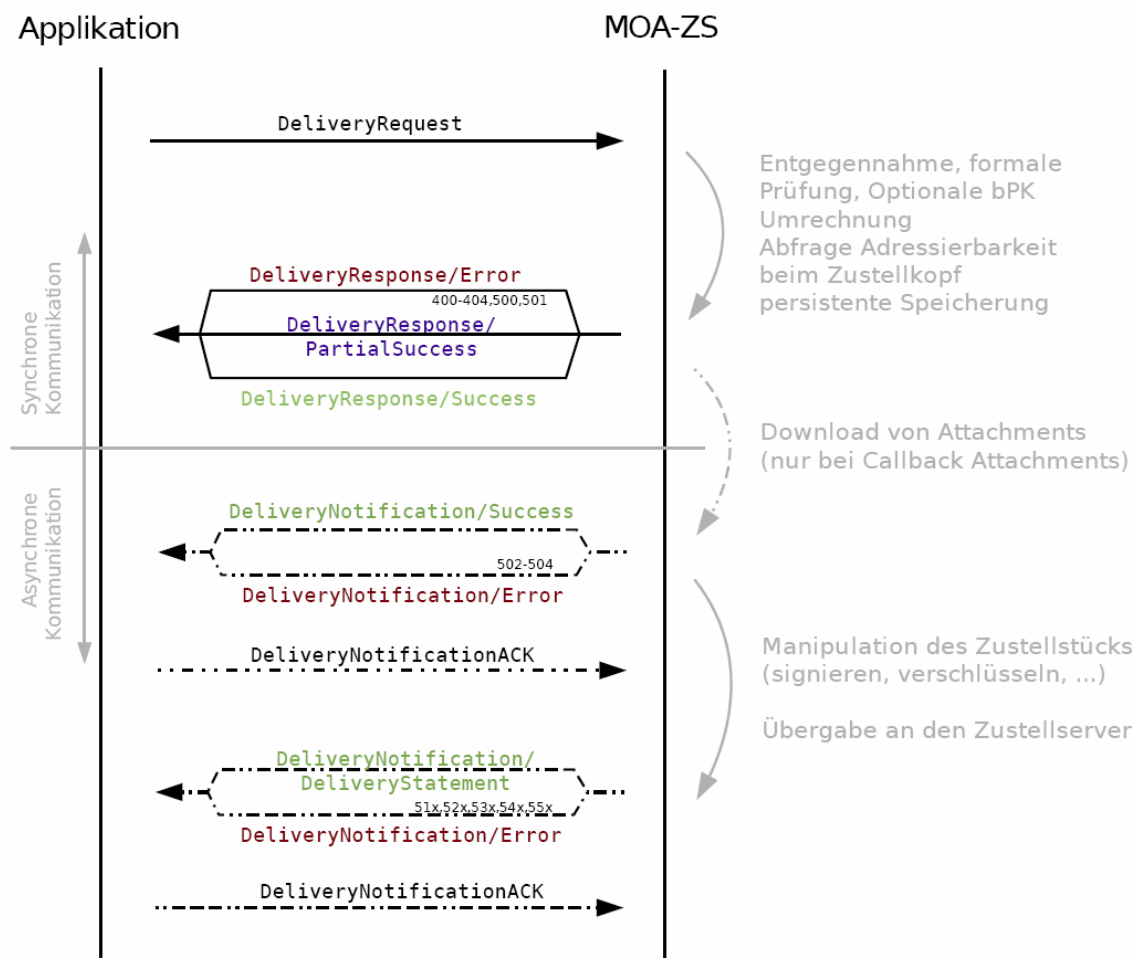 Applikation
MOA-ZS
DeliveryRequest
Entgegennahme, formale
Prüfung, Optionale bPK
Umrechnung
Abfrage Adressierbarkeit
beim Zustellkopf
persistente Speicherung
Synchrone
Kommunikation
DeliveryResponse/Error
400-404,500,501
DeliveryResponse/
PartialSuccess
DeliveryResponse/Success
Download von Attachments
(nur bei Callback Attachments)
Asynchrone
Kommunikation
DeliveryNotification/Success
502-504
DeliveryNotification/Error
DeliveryNotificationACK
Manipulation des Zustellstücks
(signieren, verschlüsseln, ...)
Übergabe an den Zustellserver
DeliveryNotification/
DeliveryStatement
51x,52x,53x,54x,55x
DeliveryNotification/Error
DeliveryNotificationACK